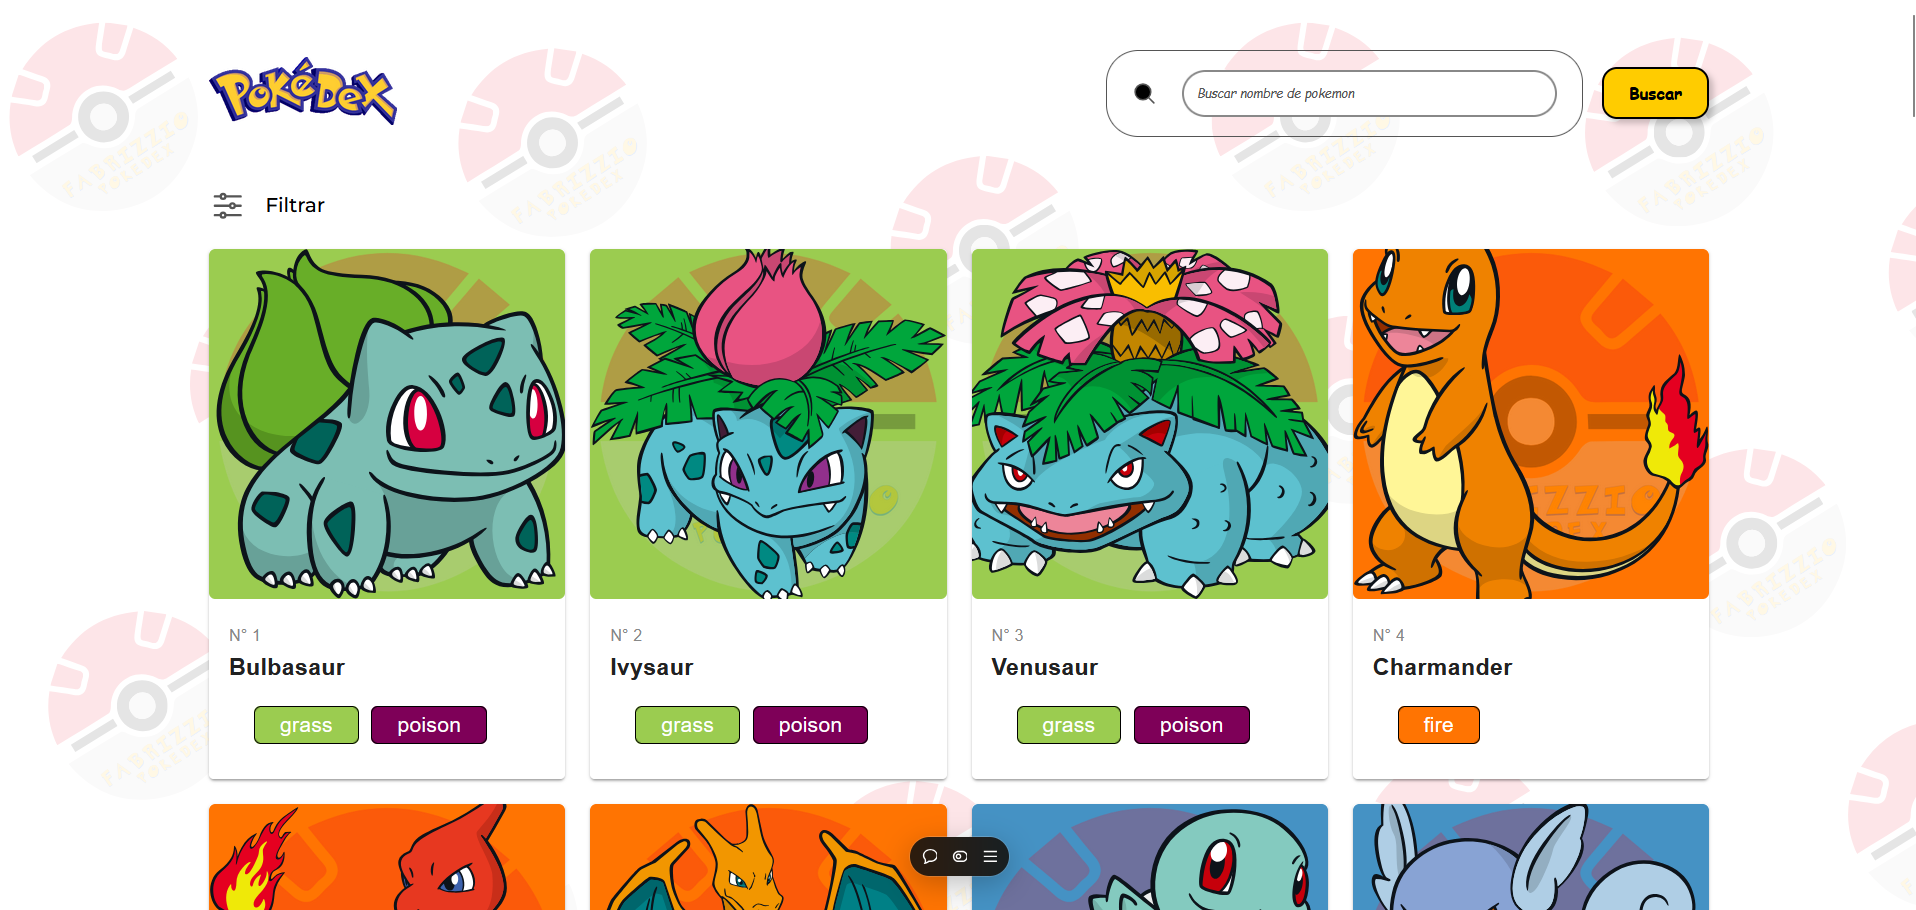 PokéDex
Buscar nombre de pokemon
Buscar
Filtrar
N° 1
Bulbasaur
grass poison
N° 2
Ivysaur
grass poison
N° 3
Venusaur
grass poison
N° 4
Charmander
fire
FABRIZZIO